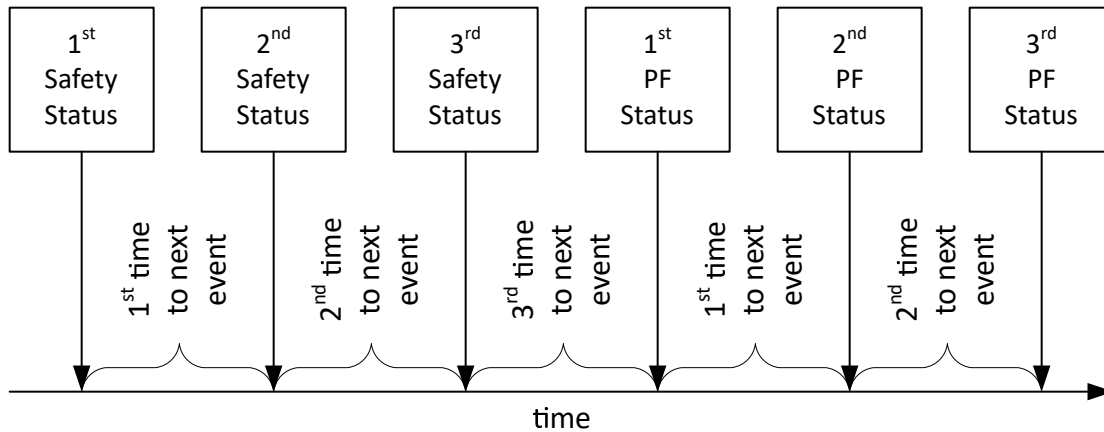 1st
Safety
Status
2nd
Safety
Status
3rd
Safety
Status
1st
PF
Status
2nd
PF
Status
3rd
PF
Status
1st time
to next
event
2nd time
to next
event
3rd time
to next
event
1st time
to next
event
2nd time
to next
event
time